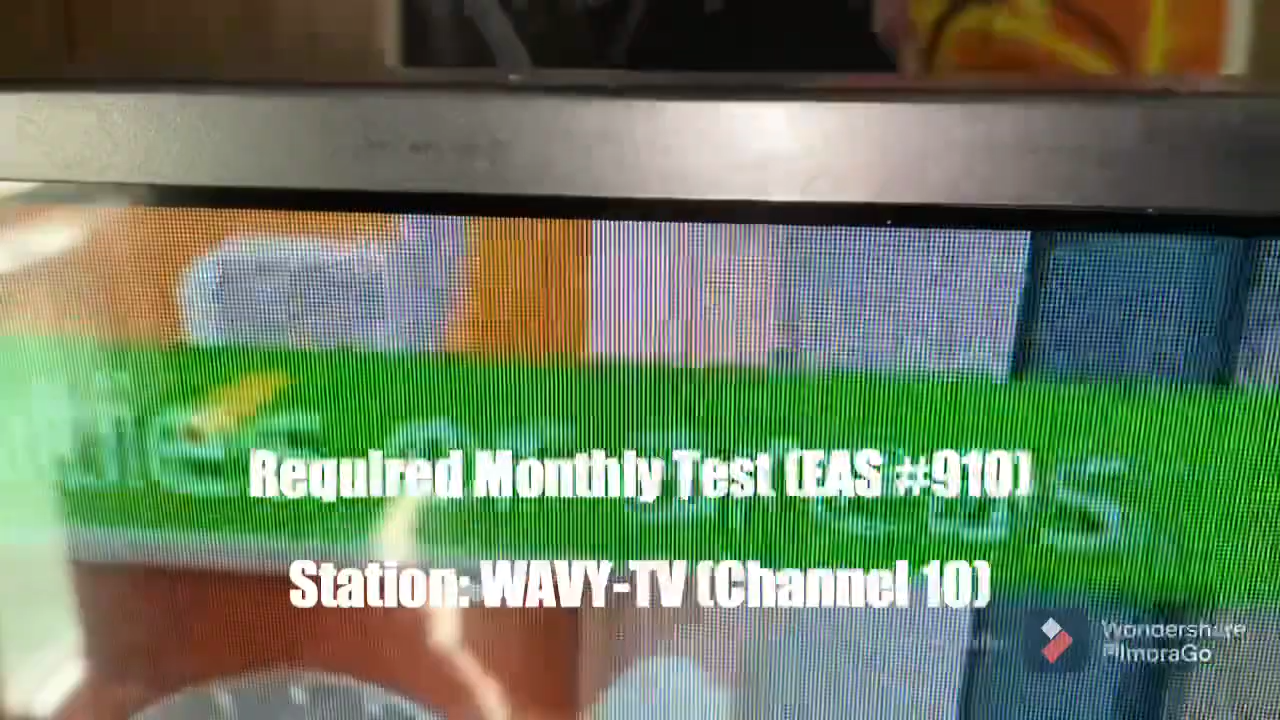 Required Monthly Test (EAS #910)
Station: WAVY-TV (Channel 10)
Wondershare
FilmoraGo